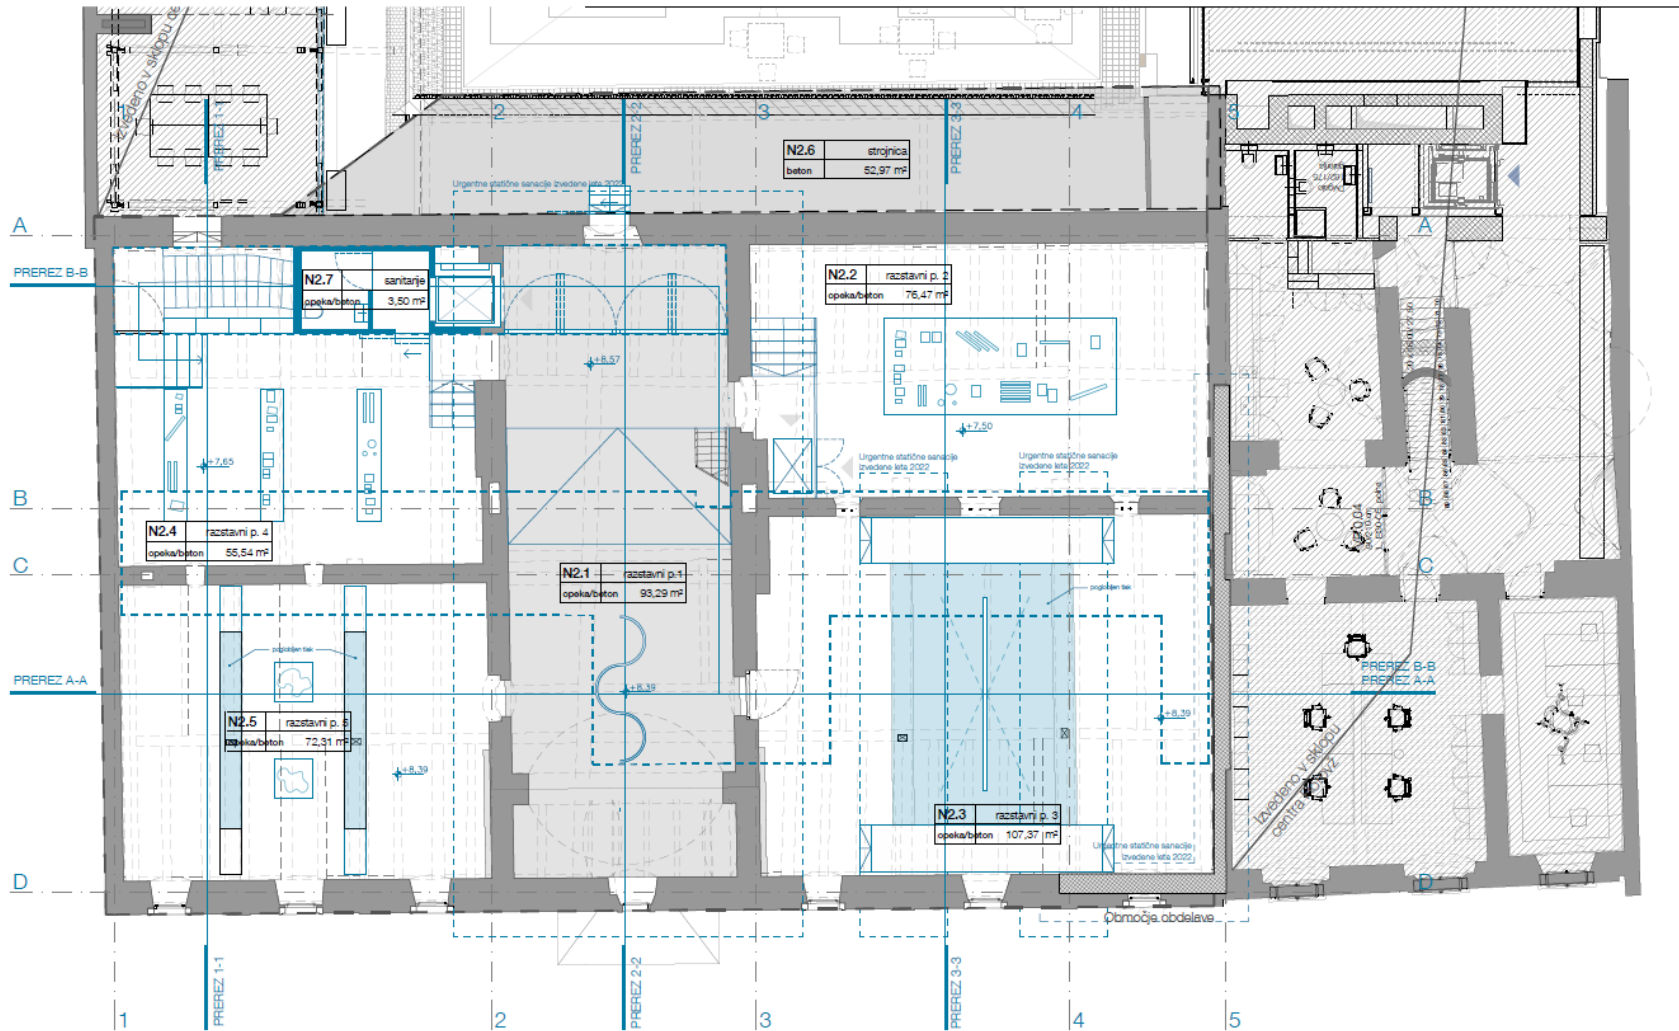 Izvedeno v sklopu
1
2
3
4
5
PREREZ 1-1
PREREZ 2-2
PREREZ 3-3
N2.6 strojnica
beton 52,97 m²
Urgentne statične sanacije izvedene leta 2022
A
A
PREREZ B-B
N2.7 sanitarije
opeka/beton 3,50 m²
N2.2 razstavni p. 2
opeka/beton 75,47 m²
+8,57
+7,50
+7,65
Urgentne statične sanacije
izvedene leta 2022
Urgentne statične sanacije
izvedene leta 2022
B
B
N2.4 razstavni p. 4
opeka/beton 55,54 m²
C
C
N2.1 razstavni p.1
opeka/beton 93,29 m²
poglobljen tlak
poglobljen tlak
PREREZ A-A
+8,39
PREREZ B-B
PREREZ A-A
N2.5 razstavni p. 5
opeka/beton 72,31 m²
+8,39
+8,39
Izvedeno v sklopu
centra
N2.3 razstavni p. 3
opeka/beton 107,37 m²
Urgentne statične sanacije
izvedene leta 2022
D
D
Območje obdelave
PREREZ 1-1
PREREZ 2-2
PREREZ 3-3
1
2
3
4
5